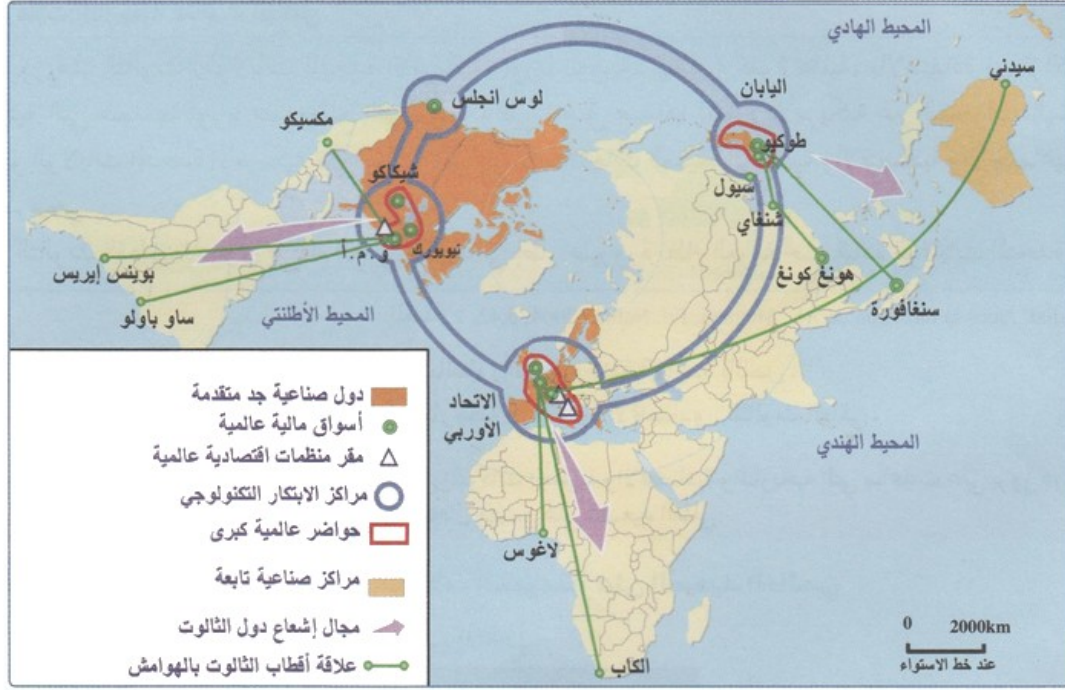 المحيط الهادي
سيدني
اليابان
لوس انجلس
مكسيكو
طوكيو
شيكاكو
سيول
شنغاي
نيويورك
و.م.أ
بوينس إيريس
هونغ كونغ
سنغافورة
ساو باولو
المحيط الأطلنتي
الاتحاد
الأوربي
المحيط الهندي
لاغوس
الكاب
دول صناعية جد متقدمة
أسواق مالية عالمية
مقر منظمات اقتصادية عالمية
مراكز الابتكار التكنولوجي
حواضر عالمية كبرى
مراكز صناعية تابعة
مجال إشعاع دول الثالوت
علاقة أقطاب الثالوت بالهوامش
0 2000km
عند خط الاستواء